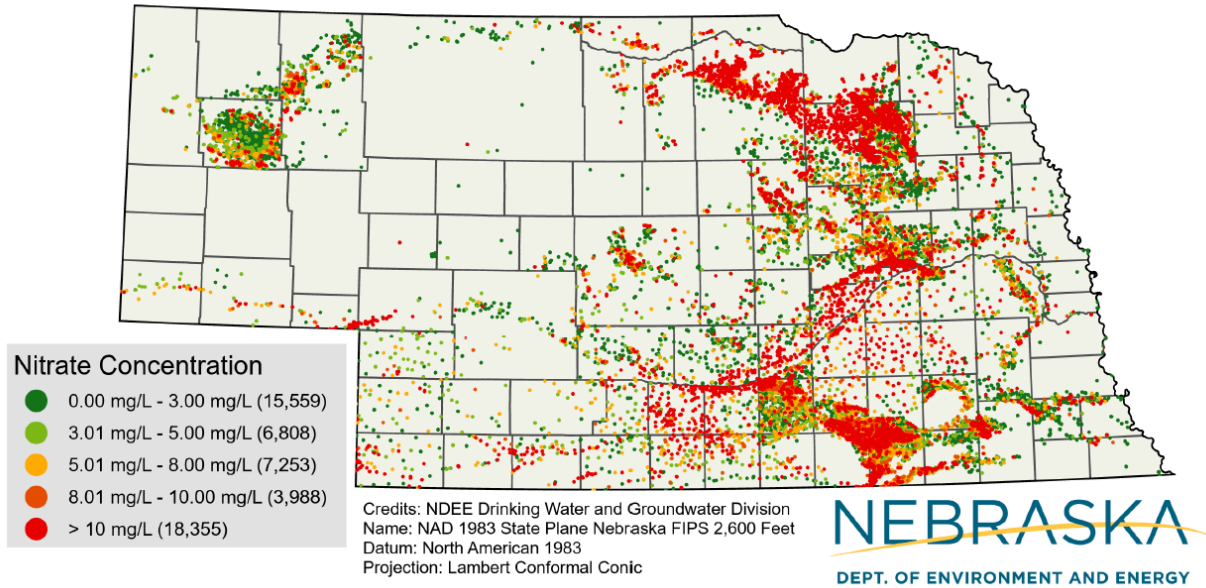 Nitrate Concentration
0.00 mg/L - 3.00 mg/L (15,559)
3.01 mg/L - 5.00 mg/L (6,808)
5.01 mg/L - 8.00 mg/L (7,253)
8.01 mg/L - 10.00 mg/L (3,988)
> 10 mg/L (18,355)
Credits: NDEE Drinking Water and Groundwater Division
Name: NAD 1983 State Plane Nebraska FIPS 2,600 Feet
Datum: North American 1983
Projection: Lambert Conformal Conic
NEBRASKA
DEPT. OF ENVIRONMENT AND ENERGY